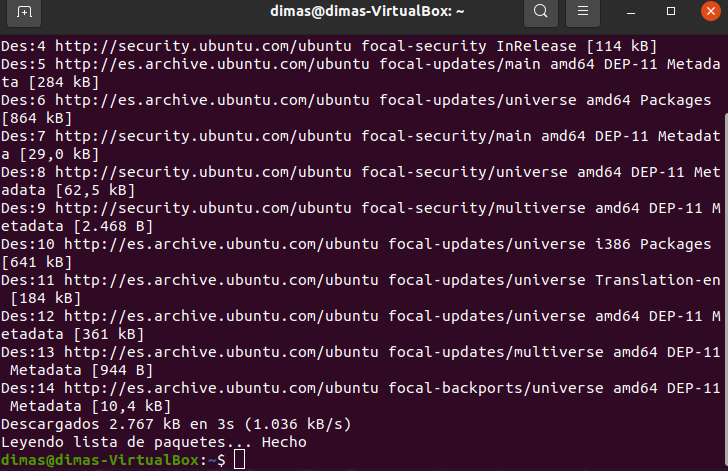 dimas@dimas-VirtualBox: ~
Des:4 http://security.ubuntu.com/ubuntu focal-security InRelease [114 kB]
Des:5 http://es.archive.ubuntu.com/ubuntu focal-updates/main amd64 DEP-11 Metada
ta [284 kB]
Des:6 http://es.archive.ubuntu.com/ubuntu focal-updates/universe amd64 Packages
[864 kB]
Des:7 http://security.ubuntu.com/ubuntu focal-security/main amd64 DEP-11 Metadat
a [29,0 kB]
Des:8 http://security.ubuntu.com/ubuntu focal-security/universe amd64 DEP-11 Met
adata [62,5 kB]
Des:9 http://security.ubuntu.com/ubuntu focal-security/multiverse amd64 DEP-11 M
etadata [2.468 B]
Des:10 http://es.archive.ubuntu.com/ubuntu focal-updates/universe i386 Packages
[641 kB]
Des:11 http://es.archive.ubuntu.com/ubuntu focal-updates/universe Translation-en
[184 kB]
Des:12 http://es.archive.ubuntu.com/ubuntu focal-updates/universe amd64 DEP-11 M
etadata [361 kB]
Des:13 http://es.archive.ubuntu.com/ubuntu focal-updates/multiverse amd64 DEP-11
Metadata [944 B]
Des:14 http://es.archive.ubuntu.com/ubuntu focal-backports/universe amd64 DEP-11
Metadata [10,4 kB]
Descargados 2.767 kB en 3s (1.036 kB/s)
Leyendo lista de paquetes... Hecho
dimas@dimas-VirtualBox:~$